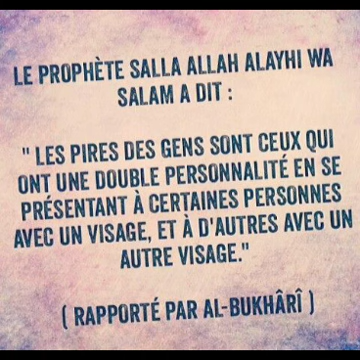 LE PROPHÈTE SALLA ALLAH ALAYHI WA
SALAM A DIT :
" LES PIRES DES GENS SONT CEUX QUI
ONT UNE DOUBLE PERSONNALITÉ EN SE
PRÉSENTANT À CERTAINES PERSONNES
AVEC UN VISAGE, ET À D'AUTRES AVEC UN
AUTRE VISAGE."
( RAPPORTÉ PAR AL-BUKHÂRÎ )